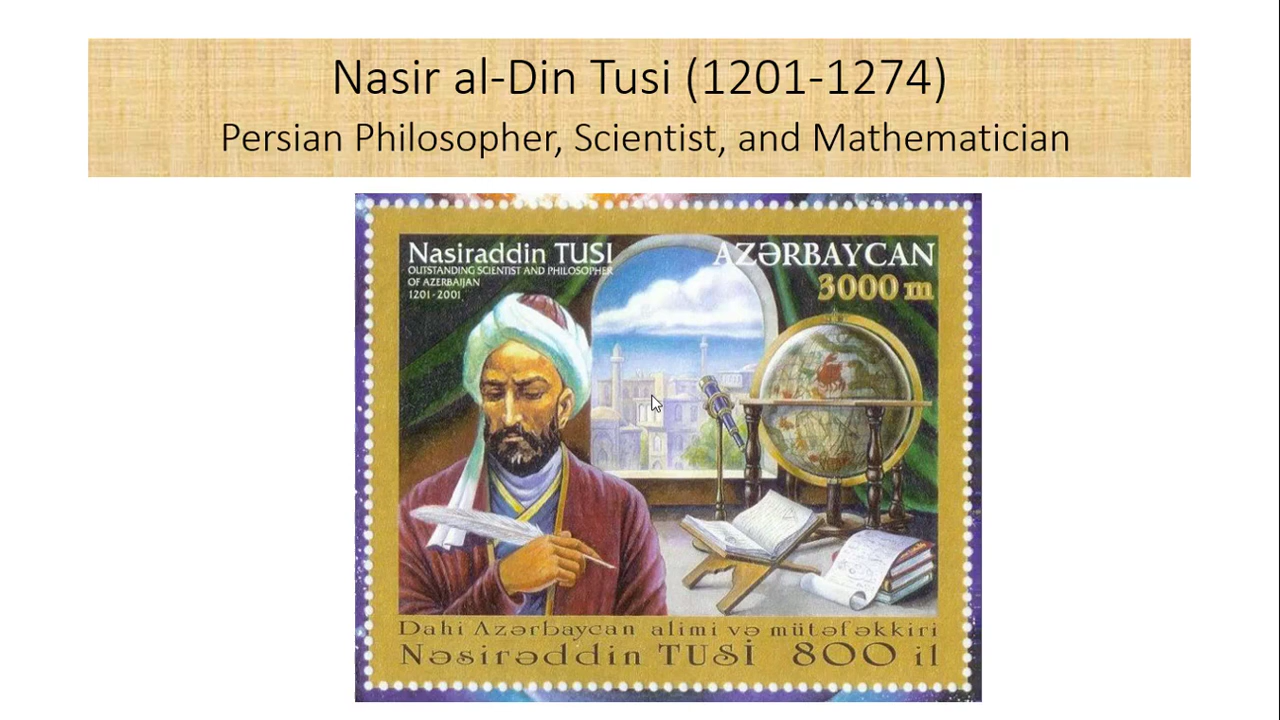 Nasir al-Din Tusi (1201-1274)
Persian Philosopher, Scientist, and Mathematician
Nasiraddin TUSI
OUTSTANDING SCIENTIST AND PHILOSOPHER
OF AZERBAIJAN
1201-2001
AZƏRBAYCAN
3000 m
Dahi Azərbaycan alimi və mütəfəkkiri
Nəsirəddin TUSİ 800 il